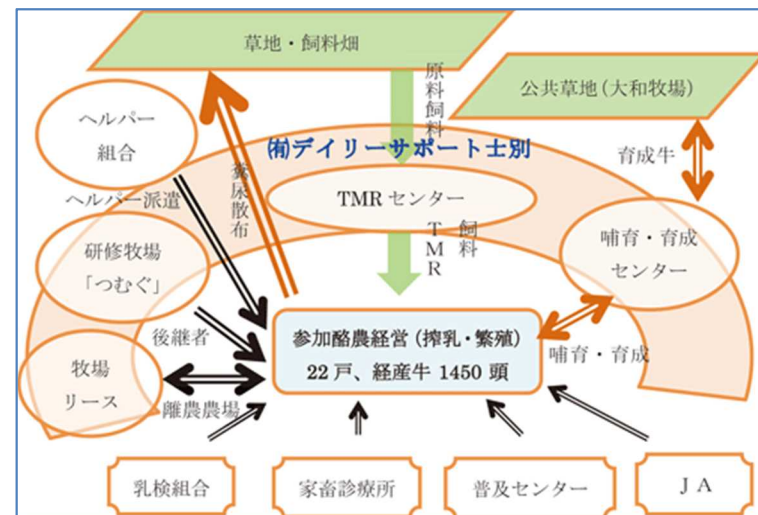 草地・飼料畑
公共草地(大和牧場)
ヘルパー
組合
原料飼料
㈲デイリーサポート士別
育成牛
糞尿散布
ヘルパー派遣
TMRセンター
研修牧場
「つむぐ」
飼料
TMR
哺育・育成
センター
後継者
参加酪農経営(搾乳・繁殖)
22戸、経産牛1450頭
哺育・育成
牧場
リース
離農農場
乳検組合
家畜診療所
普及センター
JA